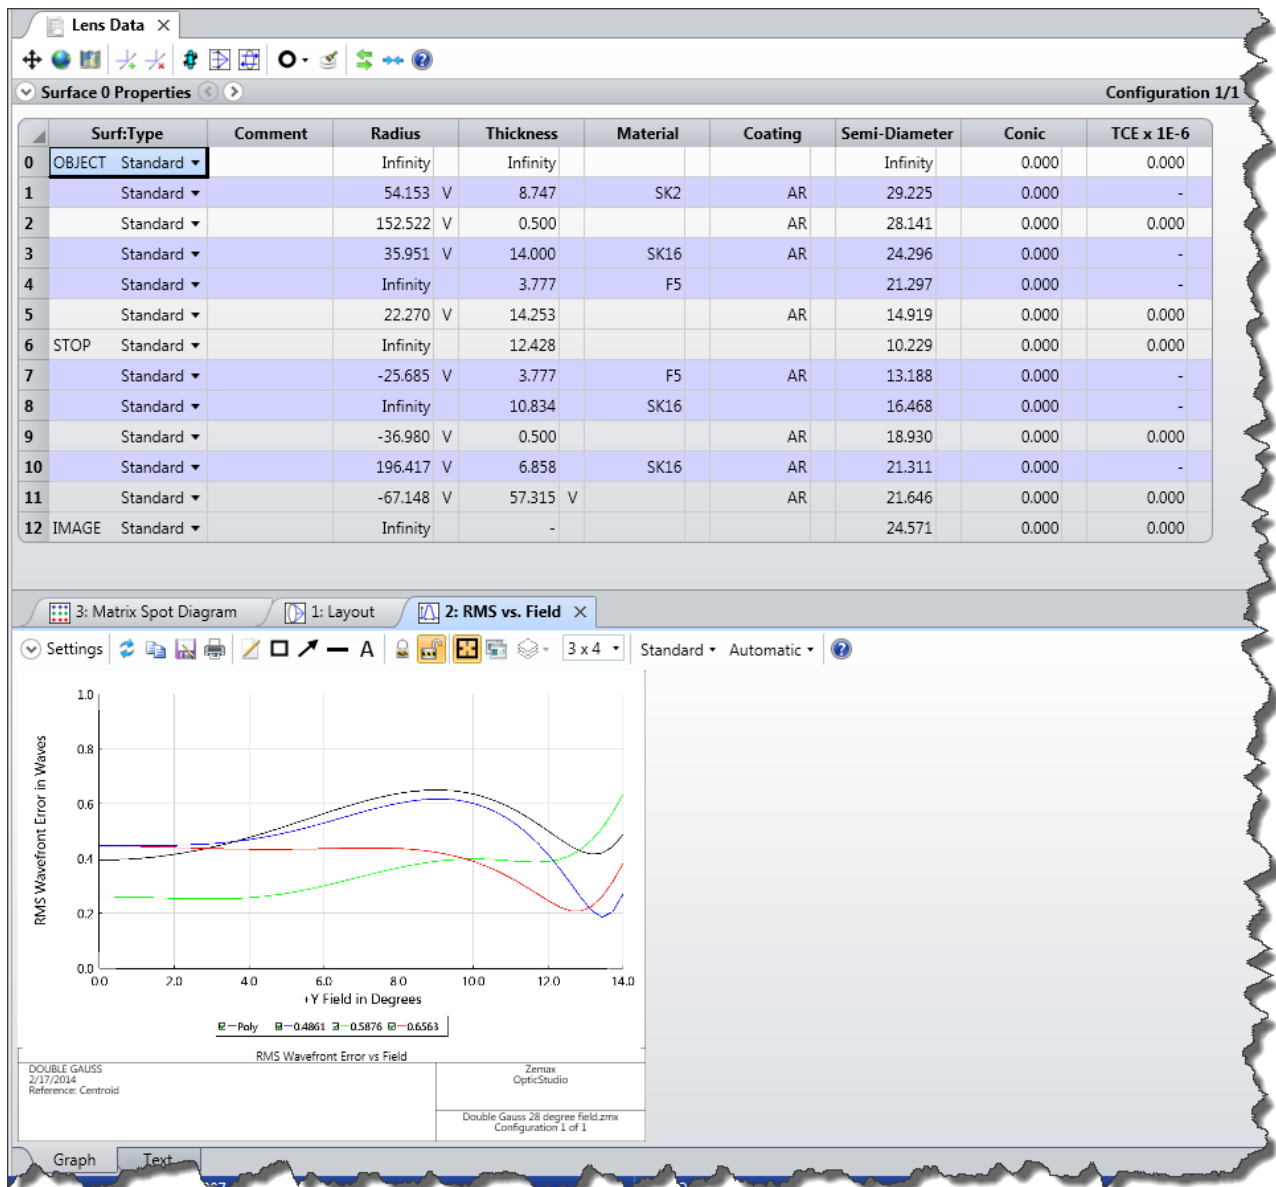 Lens Data
Surface 0 Properties Configuration 1/1
Surf:Type Comment Radius Thickness Material Coating Semi-Diameter Conic TCE x 1E-6
0 OBJECT Standard Infinity Infinity Infinity 0.000 0.000
1 Standard 54.153 V 8.747 SK2 AR 29.225 0.000 -
2 Standard 152.522 V 0.500 AR 28.141 0.000 0.000
3 Standard 35.951 V 14.000 SK16 AR 24.296 0.000 -
4 Standard Infinity 3.777 F5 21.297 0.000 -
5 Standard 22.270 V 14.253 AR 14.919 0.000 0.000
6 STOP Standard Infinity 12.428 10.229 0.000 0.000
7 Standard -25.685 V 3.777 F5 AR 13.188 0.000 -
8 Standard Infinity 10.834 SK16 16.468 0.000 -
9 Standard -36.980 V 0.500 AR 18.930 0.000 0.000
10 Standard 196.417 V 6.858 SK16 AR 21.311 0.000 -
11 Standard -67.148 V 57.315 V AR 21.646 0.000 0.000
12 IMAGE Standard Infinity - 24.571 0.000 0.000
3: Matrix Spot Diagram 1: Layout 2: RMS vs. Field
Settings A 3 x 4 Standard Automatic
1.0
0.8
0.6
0.4
0.2
0.0
RMS Wavefront Error in Waves
0.0 2.0 4.0 6.0 8.0 10.0 12.0 14.0
+Y Field in Degrees
Poly 0.4861 0.5876 0.6563
RMS Wavefront Error vs Field
DOUBLE GAUSS
2/17/2014
Reference: Centroid
Zemax
OpticStudio
Double Gauss 28 degree field.zmx
Configuration 1 of 1
Graph Text